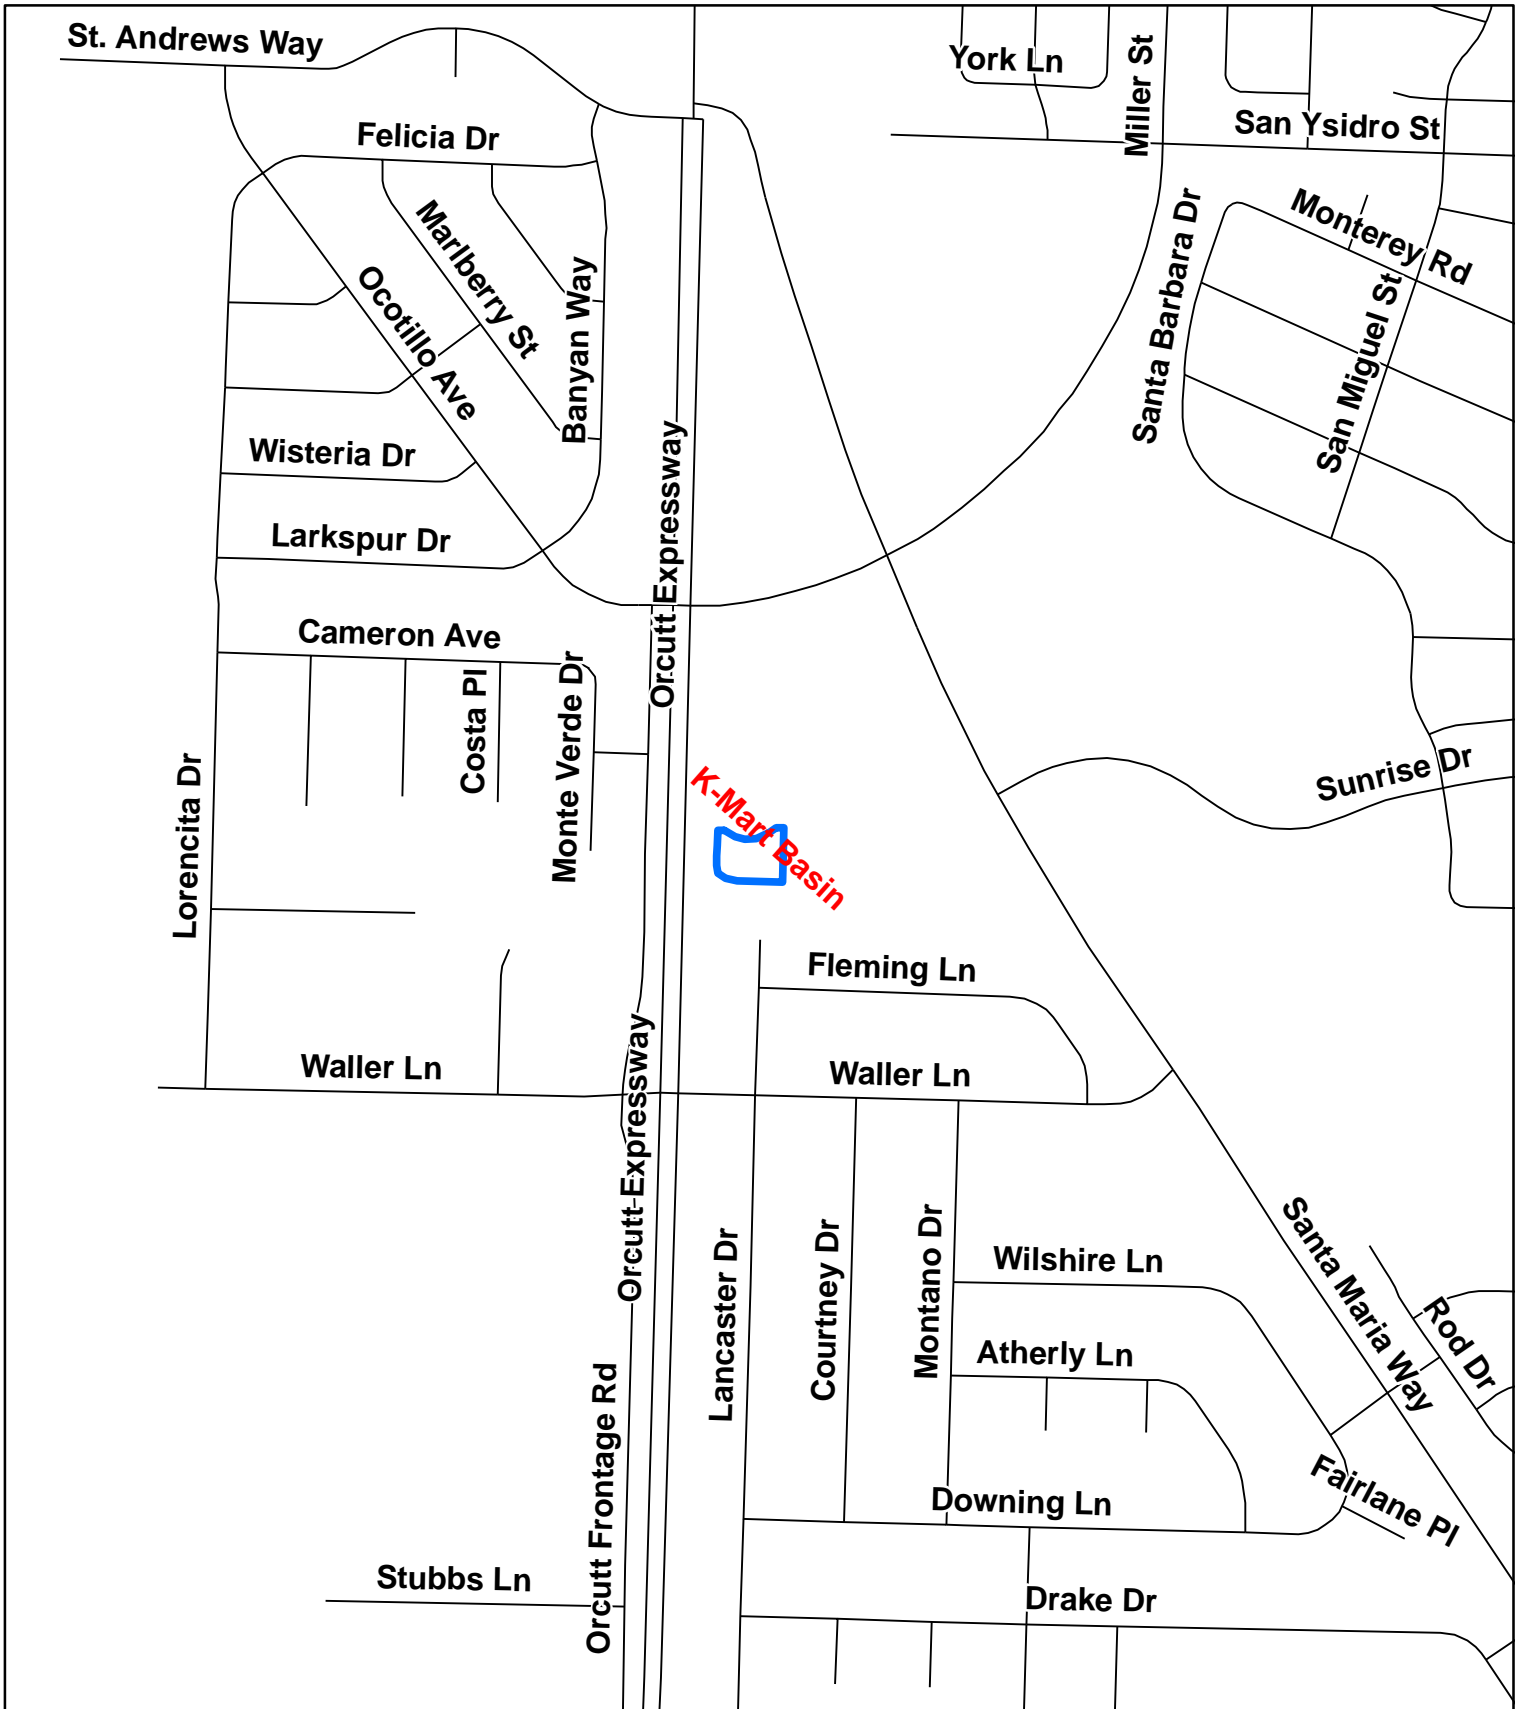 St. Andrews Way
York Ln
Miller St
San Ysidro St
Felicia Dr
Marlberry St
Monterey Rd
Santa Barbara Dr
Ocotillo Ave
Banyan Way
San Miguel St
Wisteria Dr
Orcutt Expressway
Larkspur Dr
Cameron Ave
Costa Pl
Monte Verde Dr
Lorencita Dr
K-Mart Basin
Sunrise Dr
Fleming Ln
Waller Ln
Waller Ln
Orcutt Expressway
Santa Maria Way
Lancaster Dr
Courtney Dr
Montano Dr
Wilshire Ln
Rod Dr
Atherly Ln
Orcutt Frontage Rd
Fairlane Pl
Downing Ln
Stubbs Ln
Drake Dr